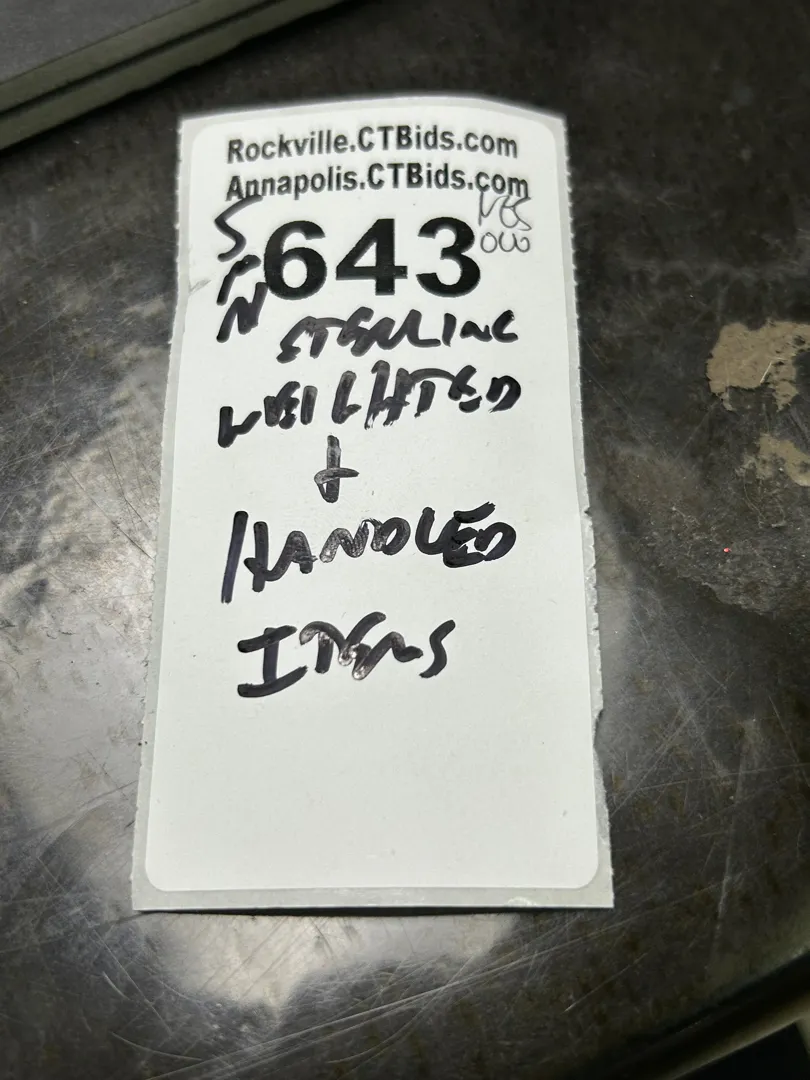 Rockville.CTBids.com
Annapolis.CTBids.com
643
STERLING
WEIGHTED
+
HANDLED
ITEMS